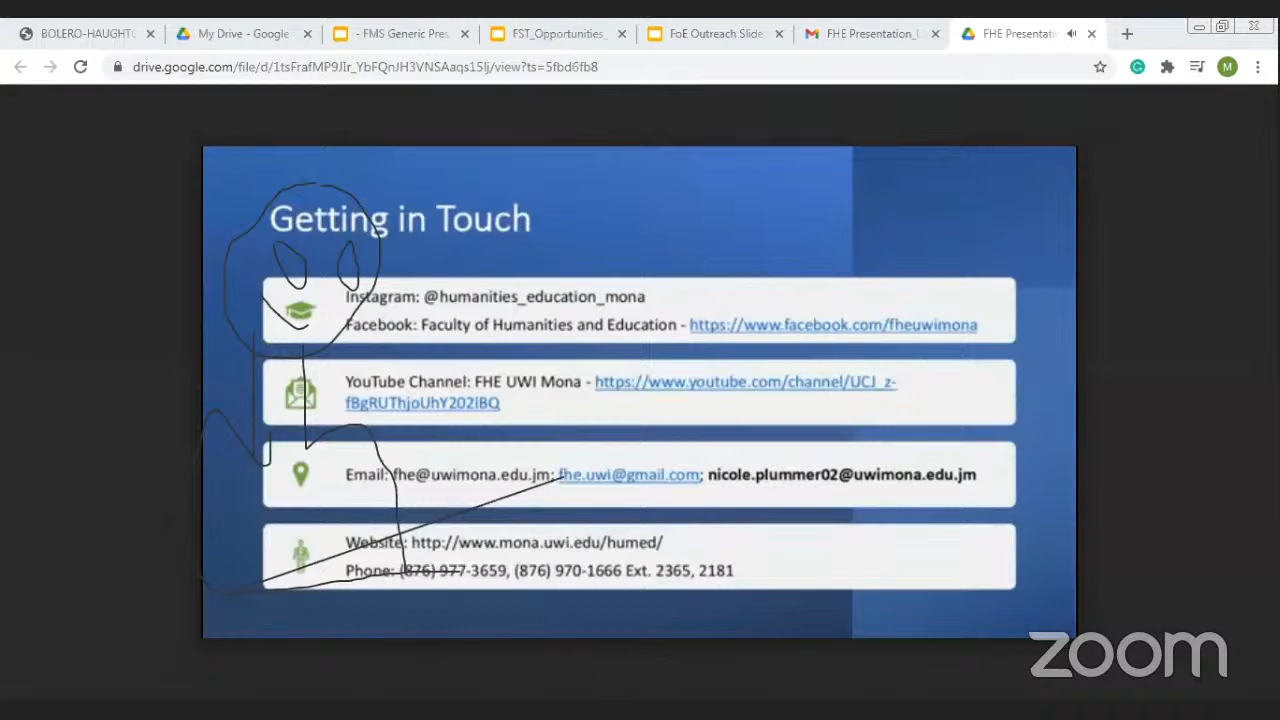 BOLERO-HAUGHTO
My Drive - Google
- FMS Generic Pres
FST_Opportunities_
FoE Outreach Slide
FHE Presentation_
FHE Presentati
drive.google.com/file/d/1tsFrafMP9JIr_YbFQnJH3VNSAaqs15Ij/view?ts=5fbd6fb8
M
Getting in Touch
Instagram: @humanities_education_mona
Facebook: Faculty of Humanities and Education - https://www.facebook.com/fheuwimona
YouTube Channel: FHE UWI Mona - https://www.youtube.com/channel/UCJ_z-
fBgRUThjoUhY202IBQ
Email: fhe@uwimona.edu.jm; fhe.uwi@gmail.com; nicole.plummer02@uwimona.edu.jm
Website: http://www.mona.uwi.edu/humed/
Phone: (876) 977-3659, (876) 970-1666 Ext. 2365, 2181
zoom